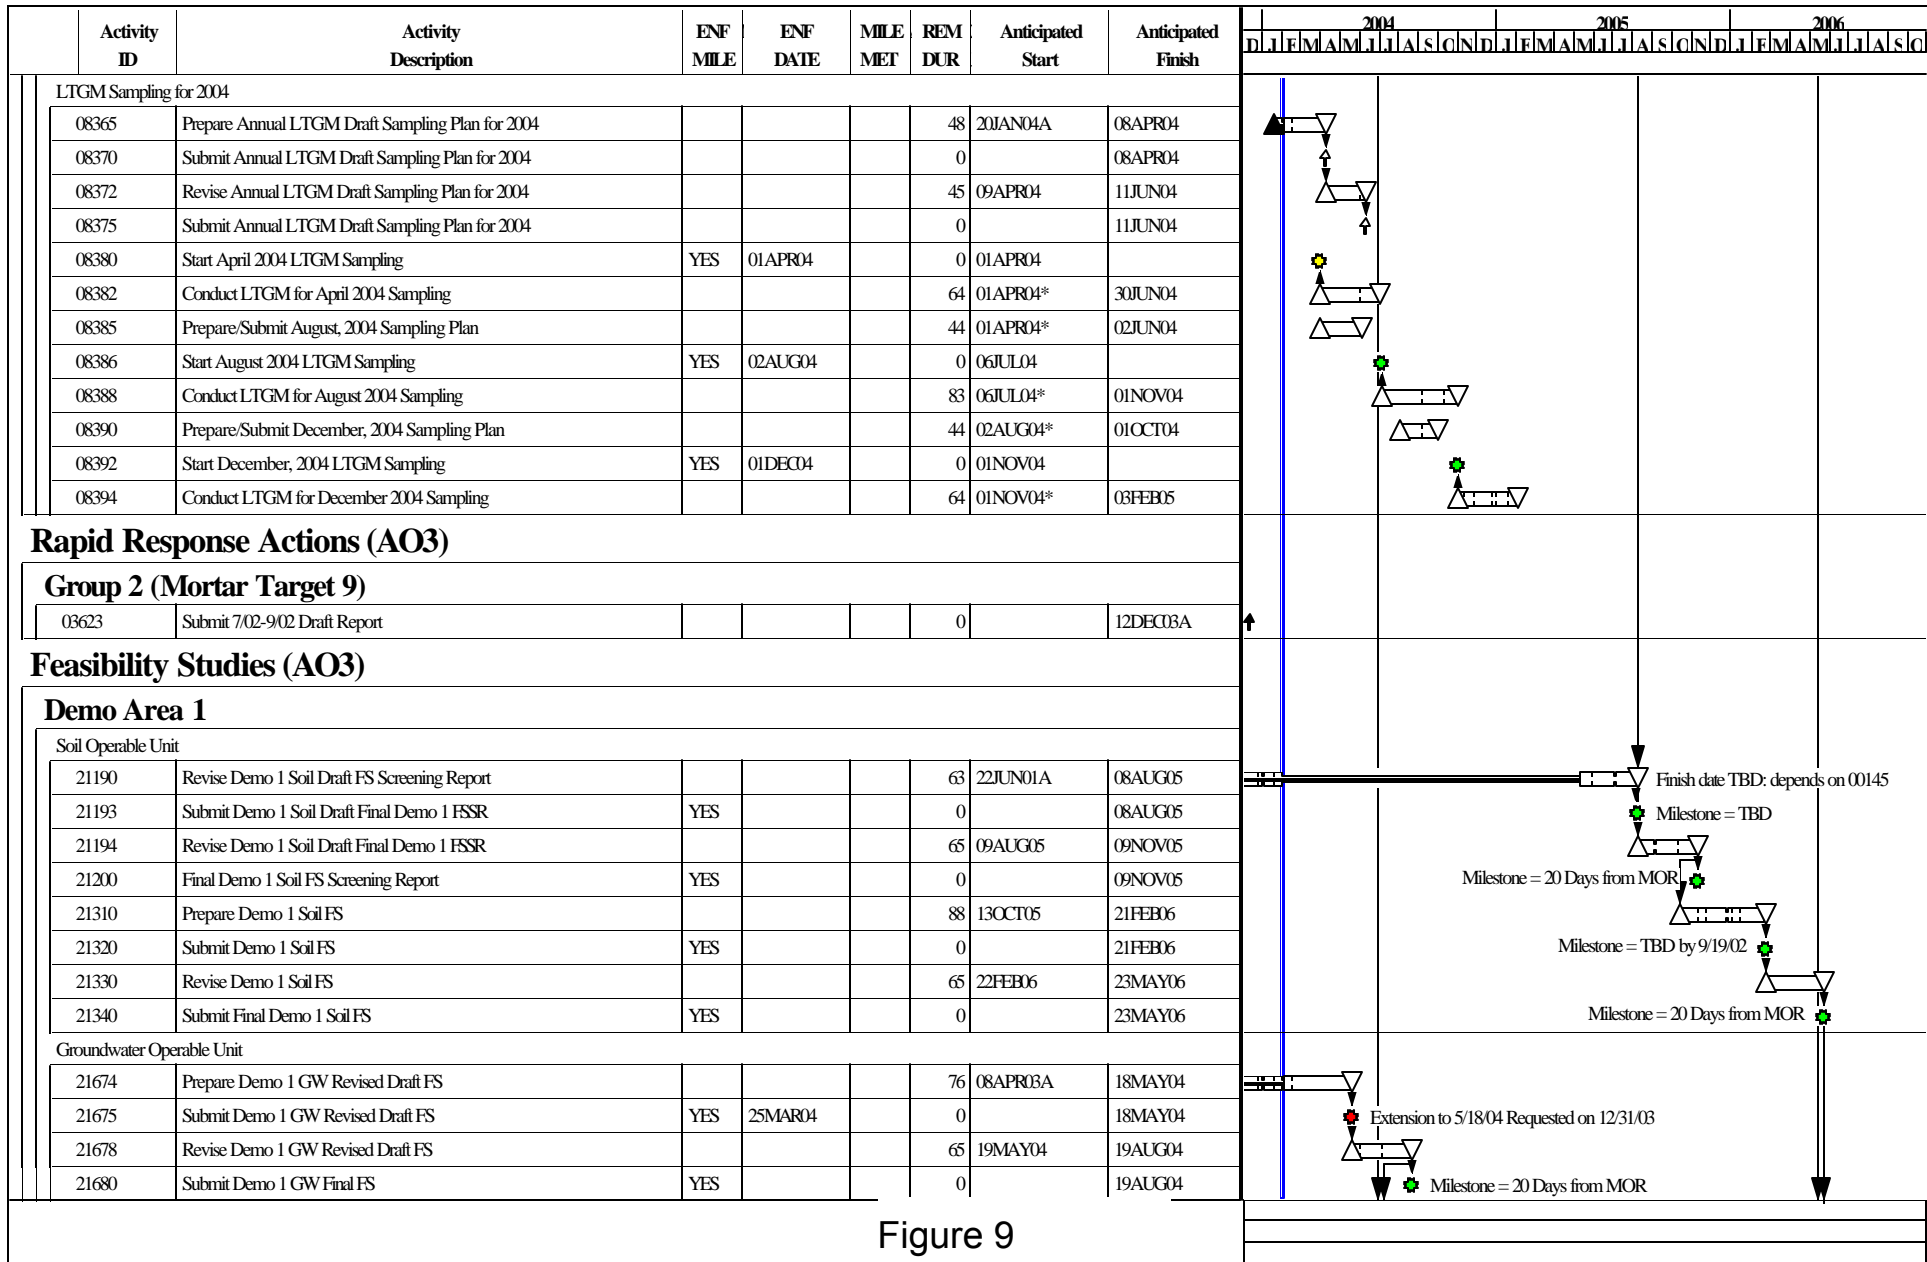 Activity ID Activity Description ENF MILE ENF DATE MILE MET REM DUR Anticipated Start Anticipated Finish
2004 2005 2006
D J F M A M J J A S O N D J F M A M J J A S O N D J F M A M J J A S O
LTGM Sampling for 2004
08365 Prepare Annual LTGM Draft Sampling Plan for 2004 48 20JAN04A 08APR04
08370 Submit Annual LTGM Draft Sampling Plan for 2004 0 08APR04
08372 Revise Annual LTGM Draft Sampling Plan for 2004 45 09APR04 11JUN04
08375 Submit Annual LTGM Draft Sampling Plan for 2004 0 11JUN04
08380 Start April 2004 LTGM Sampling YES 01APR04 0 01APR04
08382 Conduct LTGM for April 2004 Sampling 64 01APR04* 30JUN04
08385 Prepare/Submit August, 2004 Sampling Plan 44 01APR04* 02JUN04
08386 Start August 2004 LTGM Sampling YES 02AUG04 0 06JUL04
08388 Conduct LTGM for August 2004 Sampling 83 06JUL04* 01NOV04
08390 Prepare/Submit December, 2004 Sampling Plan 44 02AUG04* 01OCT04
08392 Start December, 2004 LTGM Sampling YES 01DEC04 0 01NOV04
08394 Conduct LTGM for December 2004 Sampling 64 01NOV04* 03FEB05
Rapid Response Actions (AO3)
Group 2 (Mortar Target 9)
03623 Submit 7/02-9/02 Draft Report 0 12DEC03A
Feasibility Studies (AO3)
Demo Area 1
Soil Operable Unit
21190 Revise Demo 1 Soil Draft FS Screening Report 63 22JUN01A 08AUG05 Finish date TBD: depends on 00145
21193 Submit Demo 1 Soil Draft Final Demo 1 FSSR YES 0 08AUG05 Milestone = TBD
21194 Revise Demo 1 Soil Draft Final Demo 1 FSSR 65 09AUG05 09NOV05
21200 Final Demo 1 Soil FS Screening Report YES 0 09NOV05 Milestone = 20 Days from MOR
21310 Prepare Demo 1 Soil FS 88 13OCT05 21FEB06
21320 Submit Demo 1 Soil FS YES 0 21FEB06 Milestone = TBD by 9/19/02
21330 Revise Demo 1 Soil FS 65 22FEB06 23MAY06
21340 Submit Final Demo 1 Soil FS YES 0 23MAY06 Milestone = 20 Days from MOR
Groundwater Operable Unit
21674 Prepare Demo 1 GW Revised Draft FS 76 08APR03A 18MAY04
21675 Submit Demo 1 GW Revised Draft FS YES 25MAR04 0 18MAY04 Extension to 5/18/04 Requested on 12/31/03
21678 Revise Demo 1 GW Revised Draft FS 65 19MAY04 19AUG04
21680 Submit Demo 1 GW Final FS YES 0 19AUG04 Milestone = 20 Days from MOR
Figure 9